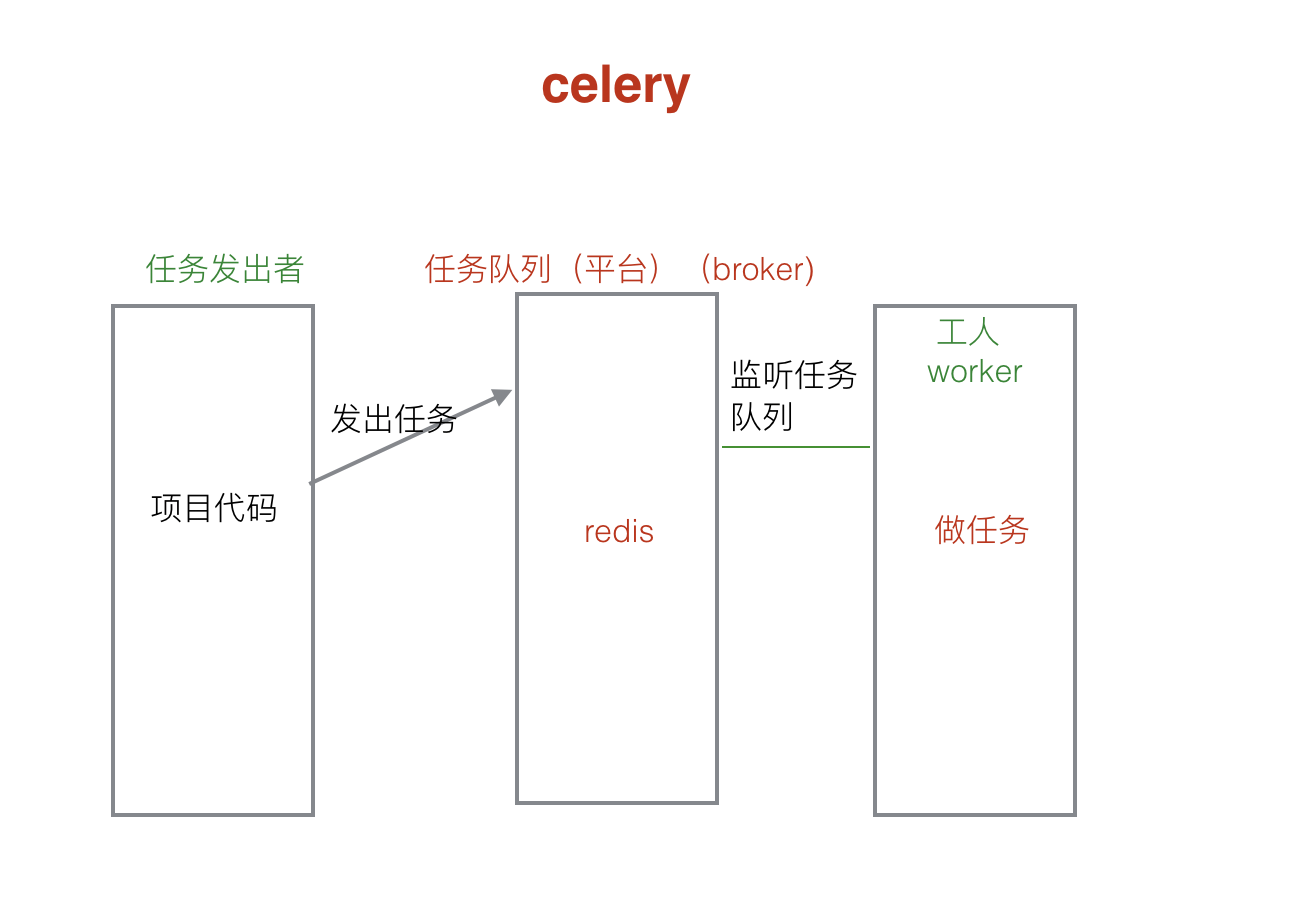 celery
任务发出者
任务队列（平台）（broker)
工人
worker
监听任务
队列
发出任务
项目代码
redis
做任务